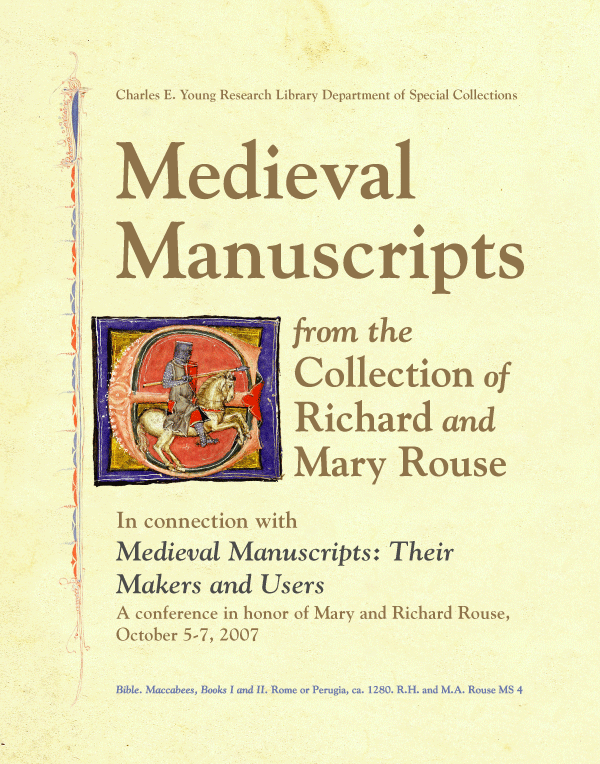 Charles E. Young Research Library Department of Special Collections
Medieval
Manuscripts
from the
Collection of
Richard and
Mary Rouse
In connection with
Medieval Manuscripts: Their
Makers and Users
A conference in honor of Mary and Richard Rouse,
October 5-7, 2007
Bible. Maccabees, Books I and II. Rome or Perugia, ca. 1280. R.H. and M.A. Rouse MS 4